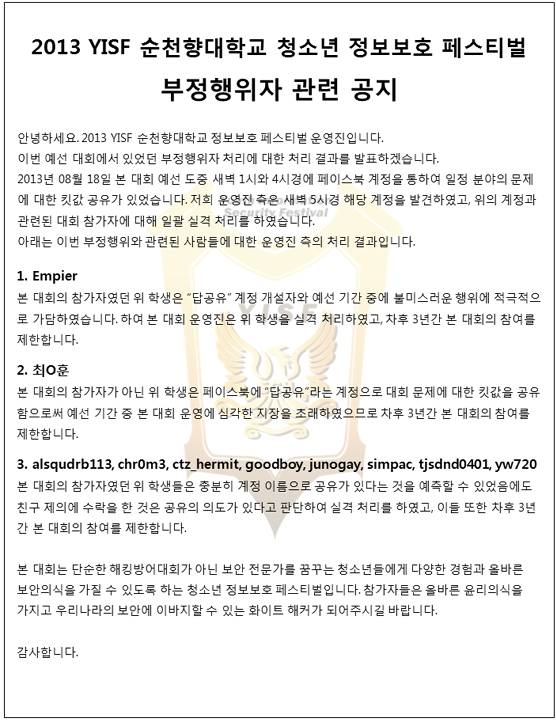 2013 YISF 순천향대학교 청소년 정보보호 페스티벌
부정행위자 관련 공지
안녕하세요. 2013 YISF 순천향대학교 정보보호 페스티벌 운영진입니다.
이번 예선 대회에서 있었던 부정행위자 처리에 대한 처리 결과를 발표하겠습니다.
2013년 08월 18일 본 대회 예선 도중 새벽 1시와 4시경에 페이스북 계정을 통하여 일정 분야의 문제
에 대한 킷값 공유가 있었습니다. 저희 운영진 측은 새벽 5시경 해당 계정을 발견하였고, 위의 계정과
Security Festival
관련된 대회 참가자에 대해 일괄 실격 처리를 하였습니다.
아래는 이번 부정행위와 관련된 사람들에 대한 운영진 측의 처리 결과입니다.
1. Empier
본 대회의 참가자였던 위 학생은 “답공유” 계정 개설자와 예선 기간 중에 불미스러운 행위에 적극적으
로 가담하였습니다. 하여 본 대회 운영진은 위 학생을 실격 처리하였고, 차후 3년간 본 대회의 참여를
제한합니다.
YISF
2. 최O훈
본 대회의 참가자가 아닌 위 학생은 페이스북에 “답공유”라는 계정으로 대회 문제에 대한 킷값을 공유
함으로써 예선 기간 중 본 대회 운영에 심각한 지장을 초래하였으므로 차후 3년간 본 대회의 참여를
제한합니다.
3. alsqudrb113, chr0m3, ctz_hermit, goodboy, junogay, simpac, tjsdnd0401, yw720
본 대회의 참가자였던 위 학생들은 충분히 계정 이름으로 공유가 있다는 것을 예측할 수 있었음에도
친구 제의에 수락을 한 것은 공유의 의도가 있다고 판단하여 실격 처리를 하였고, 이들 또한 차후 3년
간 본 대회의 참여를 제한합니다.
본 대회는 단순한 해킹방어대회가 아닌 보안 전문가를 꿈꾸는 청소년들에게 다양한 경험과 올바른
보안의식을 가질 수 있도록 하는 청소년 정보보호 페스티벌입니다. 참가자들은 올바른 윤리의식을
가지고 우리나라의 보안에 이바지할 수 있는 화이트 해커가 되어주시길 바랍니다.
감사합니다.